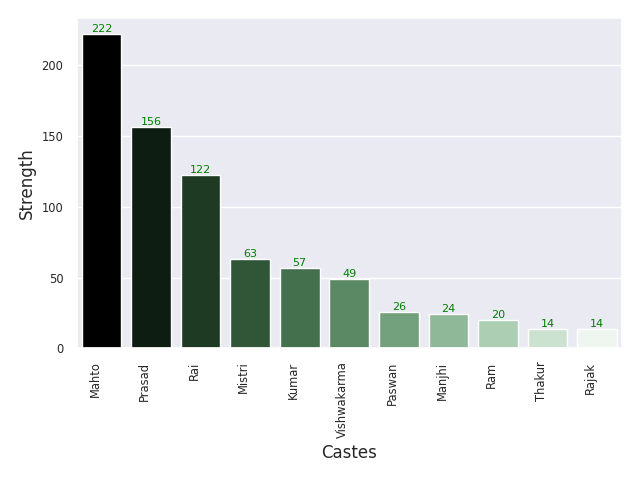 222
156
122
63
57
49
26
24
20
14
14
200
150
100
50
0
Strength
Mahto
Prasad
Rai
Mistri
Kumar
Vishwakarma
Paswan
Manjhi
Ram
Thakur
Rajak
Castes